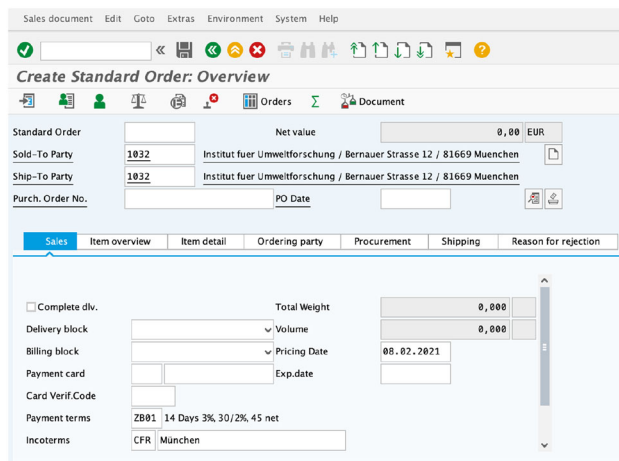 Sales document Edit Goto Extras Environment System Help
Create Standard Order: Overview
Orders Σ Document
Standard Order Net value 0,00 EUR
Sold-To Party 1032 Institut fuer Umweltforschung / Bernauer Strasse 12 / 81669 Muenchen
Ship-To Party 1032 Institut fuer Umweltforschung / Bernauer Strasse 12 / 81669 Muenchen
Purch. Order No. PO Date
Sales Item overview Item detail Ordering party Procurement Shipping Reason for rejection
Complete dlv. Total Weight 0,000
Delivery block Volume 0,000
Billing block Pricing Date 08.02.2021
Payment card Exp.date
Card Verif.Code
Payment terms ZB01 14 Days 3%, 30/2%, 45 net
Incoterms CFR München